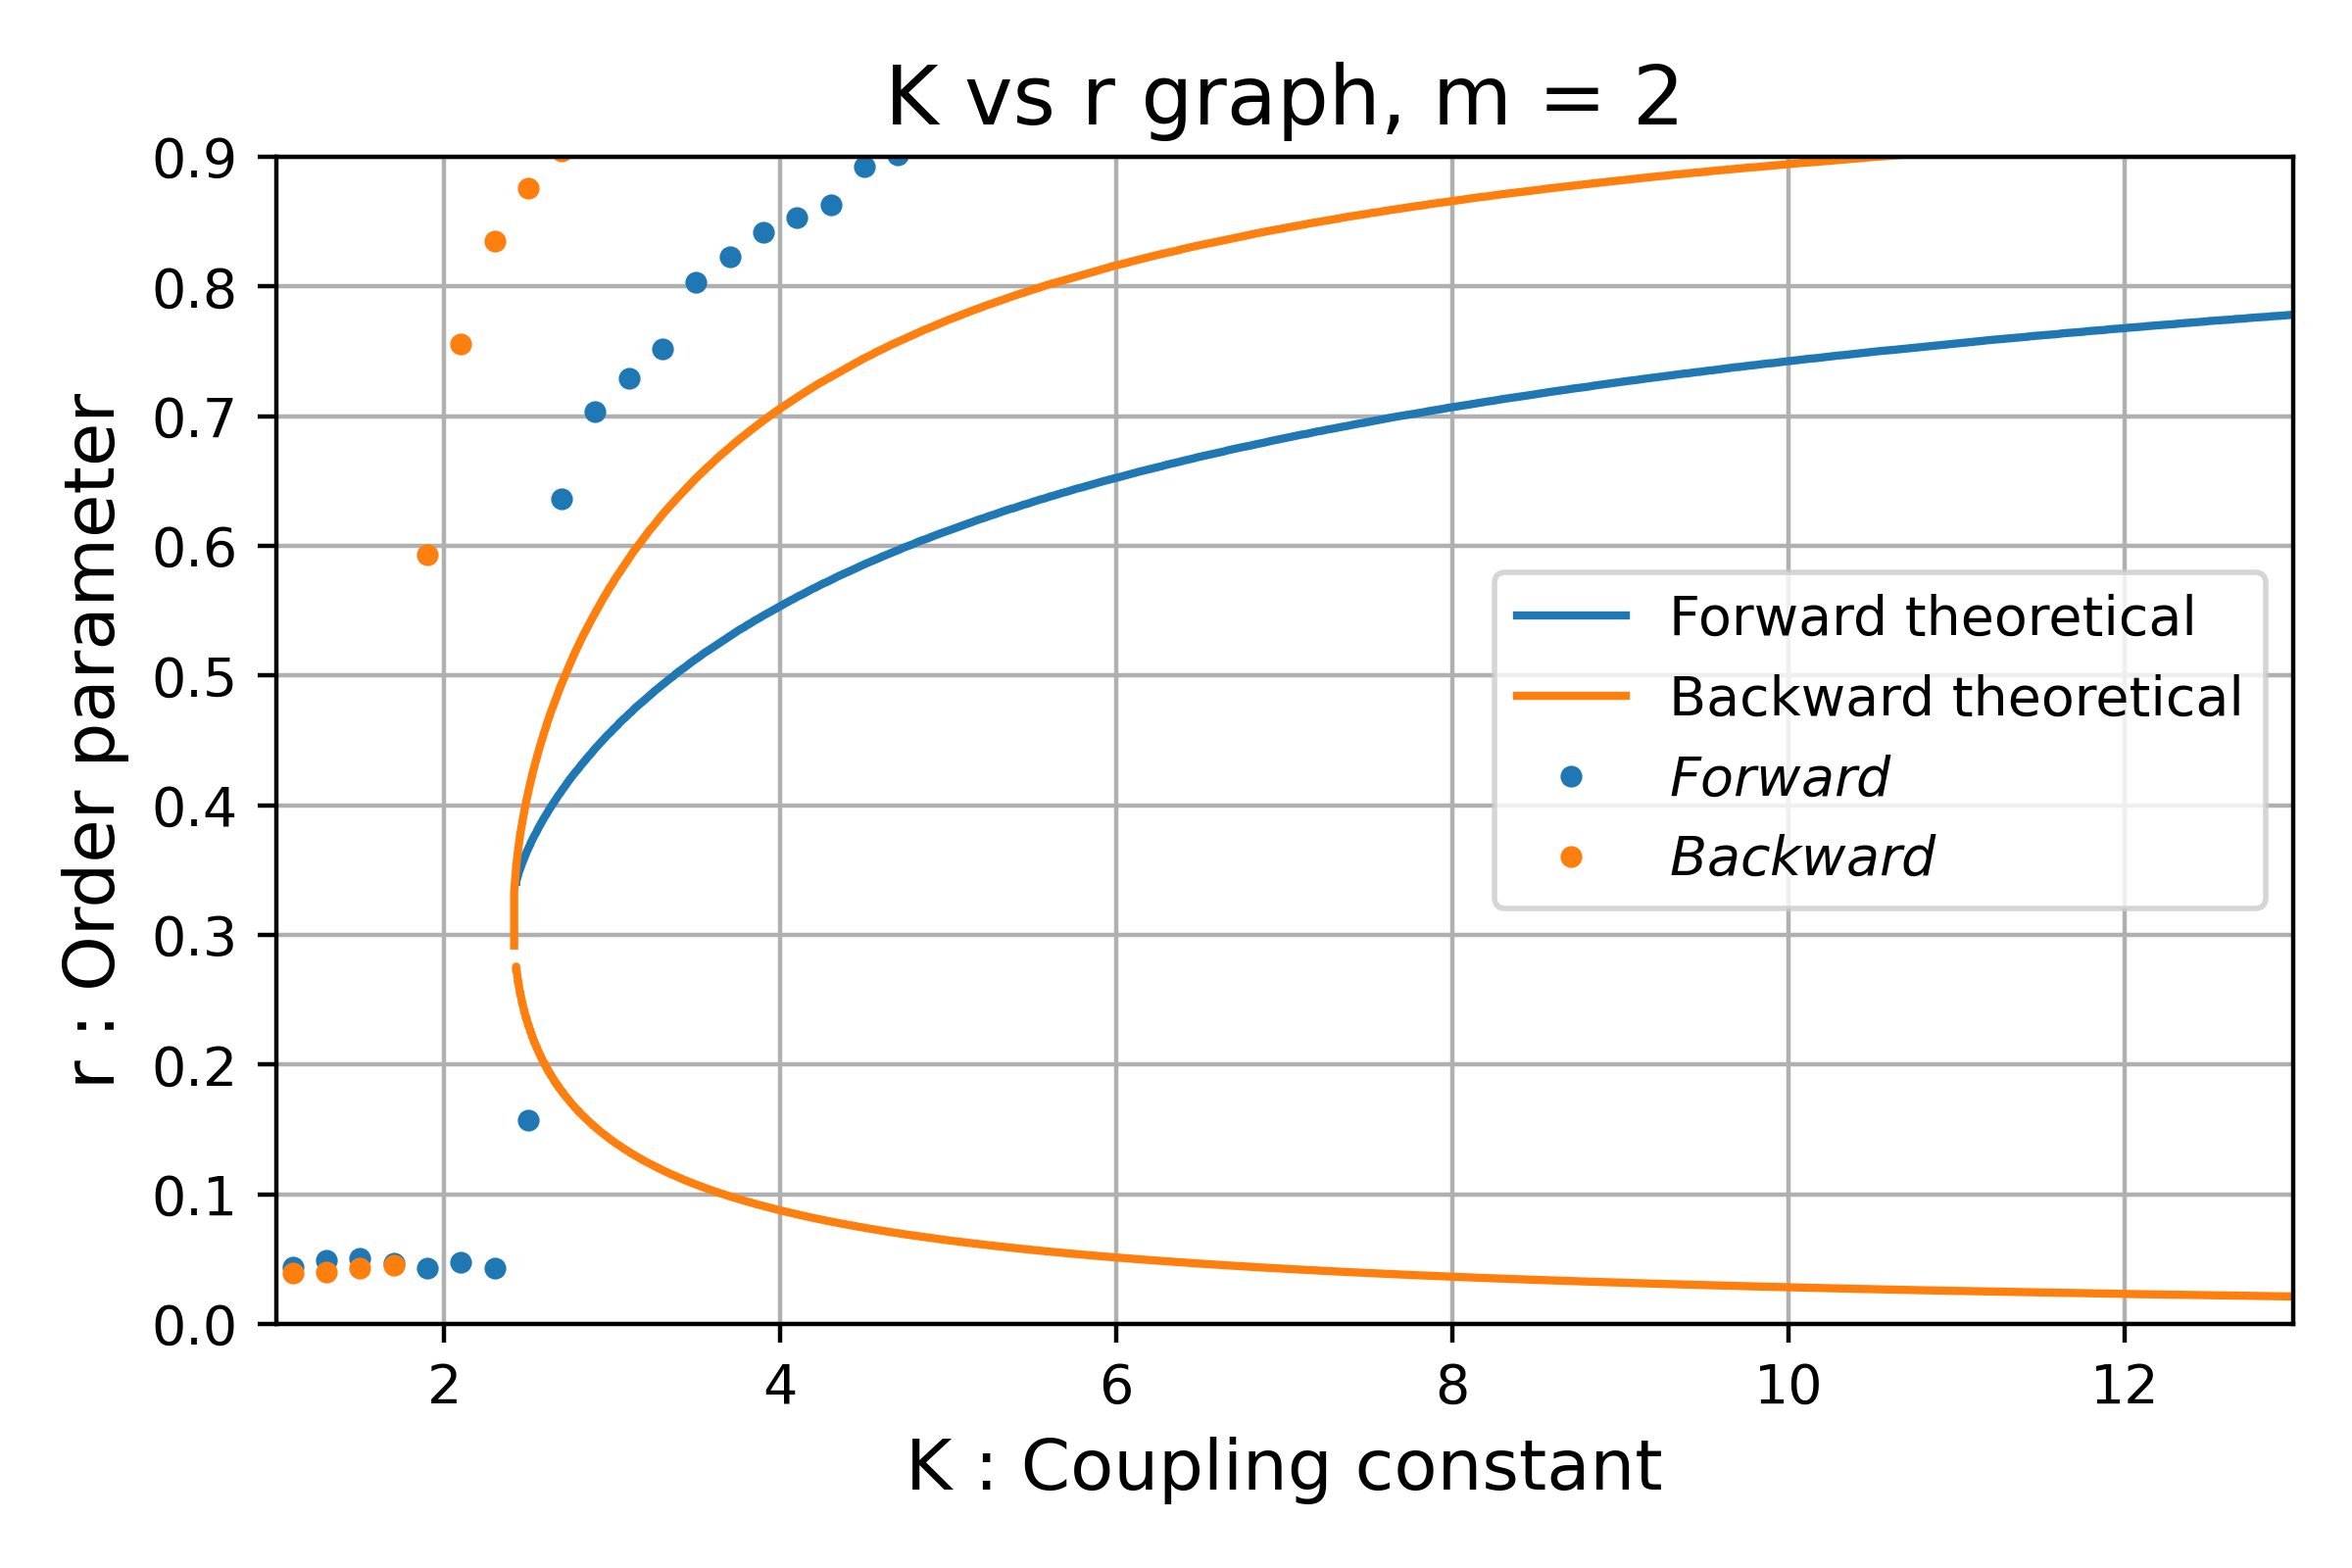 K vs r graph, m = 2
0.9
0.8
0.7
0.6
0.5
0.4
0.3
0.2
0.1
0.0
r : Order parameter
Forward theoretical
Backward theoretical
Forward
Backward
2 4 6 8 10 12
K : Coupling constant